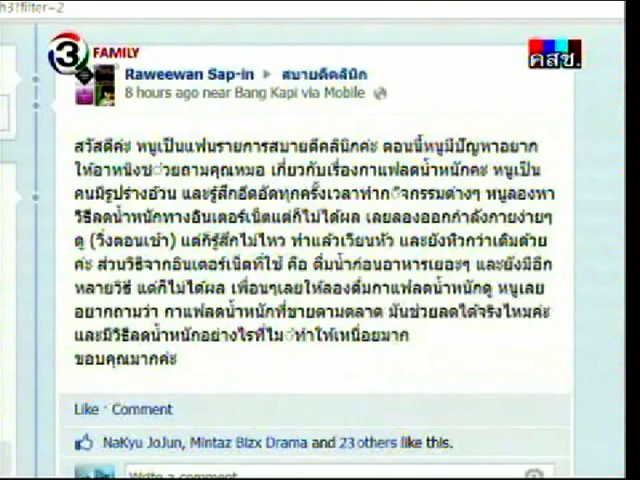 h3?filter=2
3 FAMILY
คสช.
Raweewan Sap-in ▸ สบายดีคลินิก
8 hours ago near Bang Kapi via Mobile
สวัสดีค่ะ หนูเป็นแฟนรายการสบายดีคลินิกค่ะ ตอนนี้หนูมีปัญหาอยาก
ให้อาหนิงช่วยถามคุณหมอ เกี่ยวกับเรื่องกาแฟลดน้ำหนักคะ หนูเป็น
คนมีรูปร่างอ้วน และรู้สึกอึดอัดทุกครั้งเวลาทำกิจกรรมต่างๆ หนูลองหา
วิธีลดน้ำหนักทางอินเตอร์เน็ตแต่ก็ไม่ได้ผล เลยลองออกกำลังกายง่ายๆ
ดู (วิ่งตอนเช้า) แต่ก็รู้สึกไม่ไหว ทำแล้วเวียนหัว และยังหิวกว่าเดิมด้วย
ค่ะ ส่วนวิธีจากอินเตอร์เน็ตที่ใช้ คือ ดื่มน้ำก่อนอาหารเยอะๆ และยังมีอีก
หลายวิธี แต่ก็ไม่ได้ผล เพื่อนๆเลยให้ลองดื่มกาแฟลดน้ำหนักดู หนูเลย
อยากถามว่า กาแฟลดน้ำหนักที่ขายตามตลาด มันช่วยลดได้จริงไหมค่ะ
และมีวิธีลดน้ำหนักอย่างไรที่ไม่ทำให้เหนื่อยมาก
ขอบคุณมากค่ะ
Like · Comment
NaKyu JoJun, Mintaz Bizx Drama and 23 others like this.
Write a comment